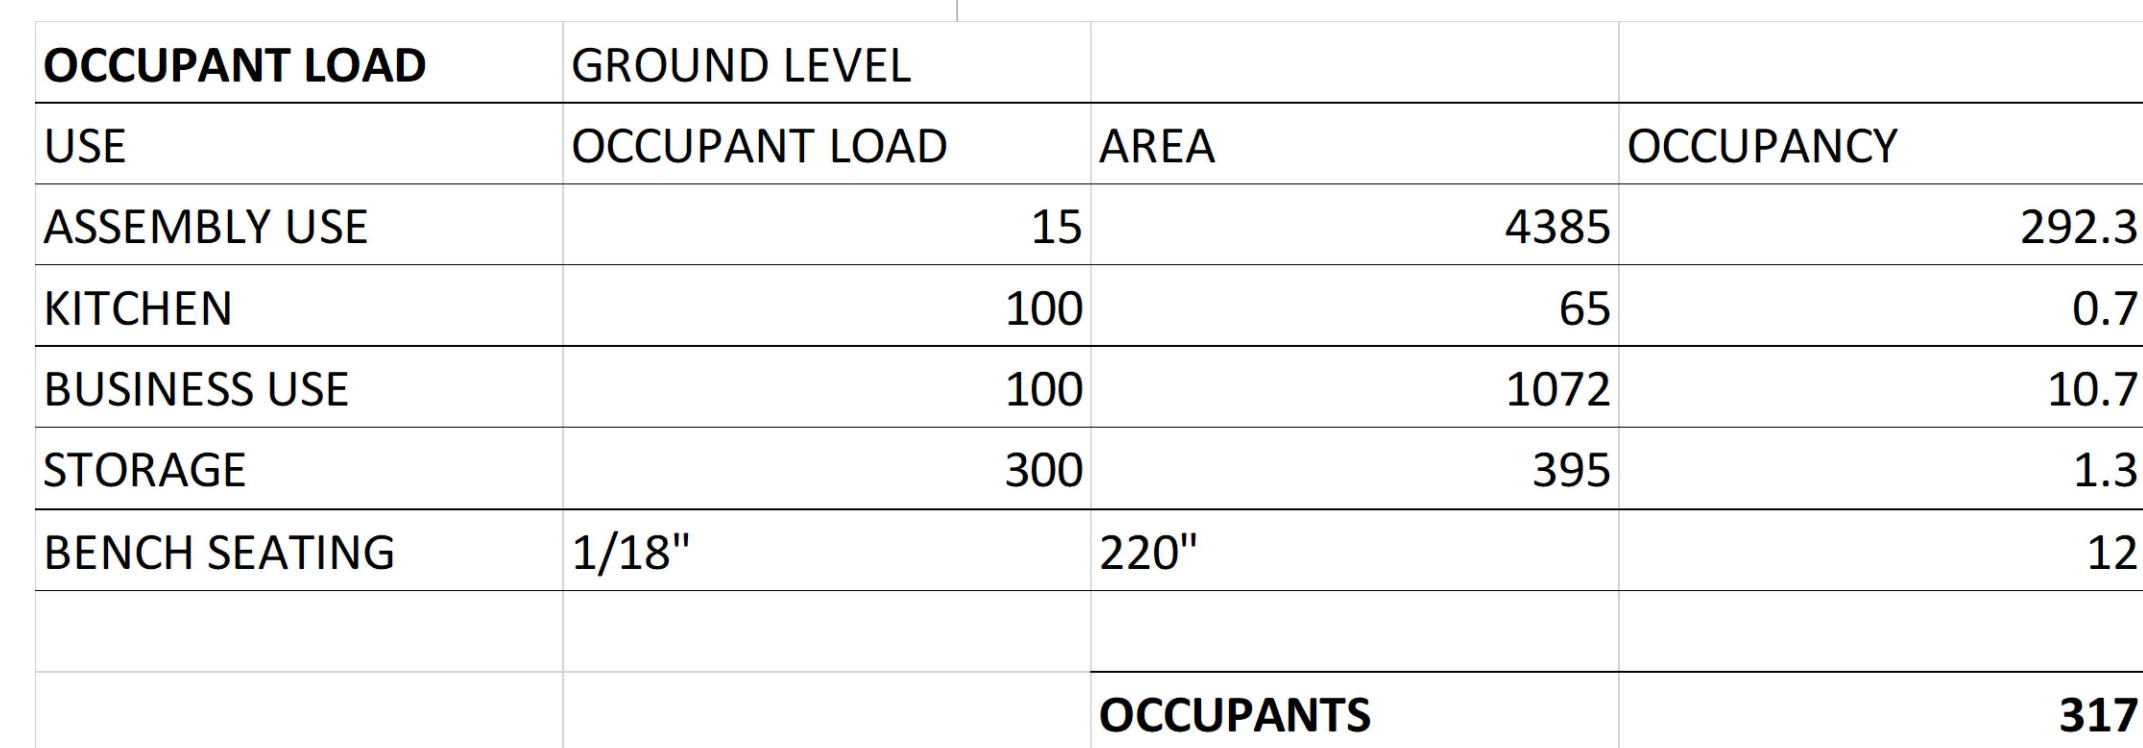 OCCUPANT LOAD GROUND LEVEL
USE OCCUPANT LOAD AREA OCCUPANCY
ASSEMBLY USE 15 4385 292.3
KITCHEN 100 65 0.7
BUSINESS USE 100 1072 10.7
STORAGE 300 395 1.3
BENCH SEATING 1/18" 220" 12
OCCUPANTS 317